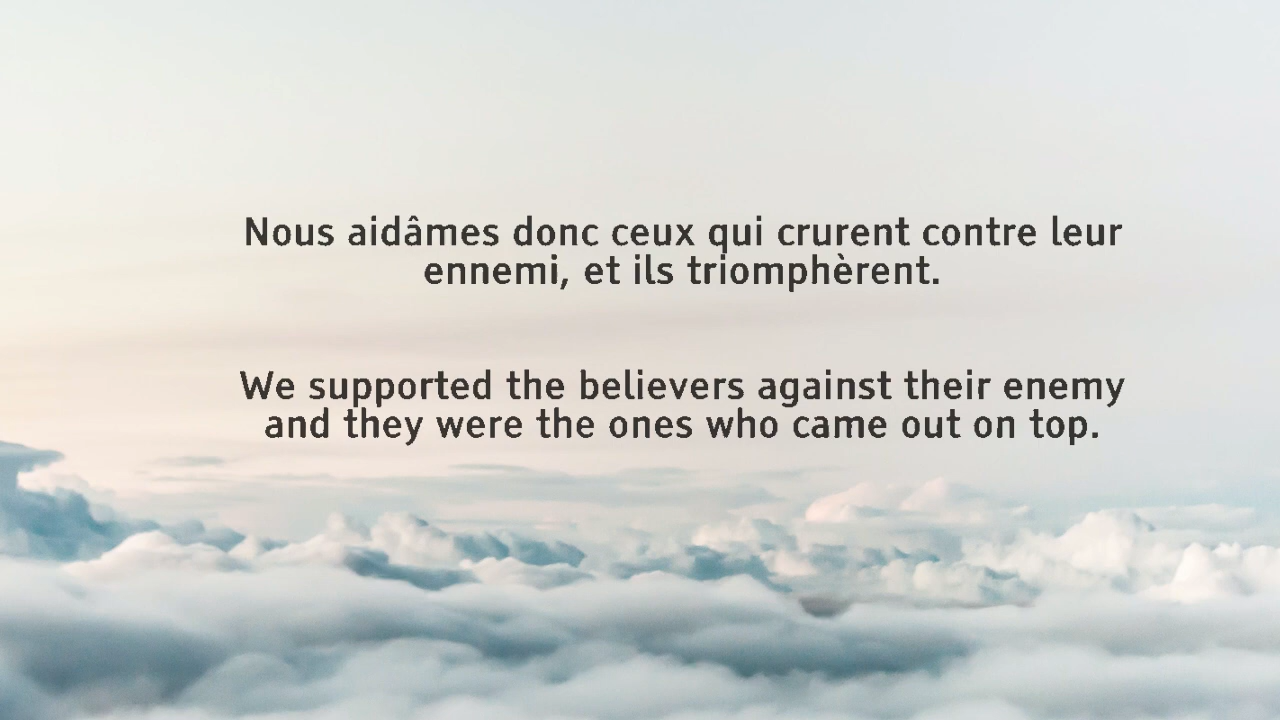 Nous aidâmes donc ceux qui crurent contre leur
ennemi, et ils triomphèrent.
We supported the believers against their enemy
and they were the ones who came out on top.